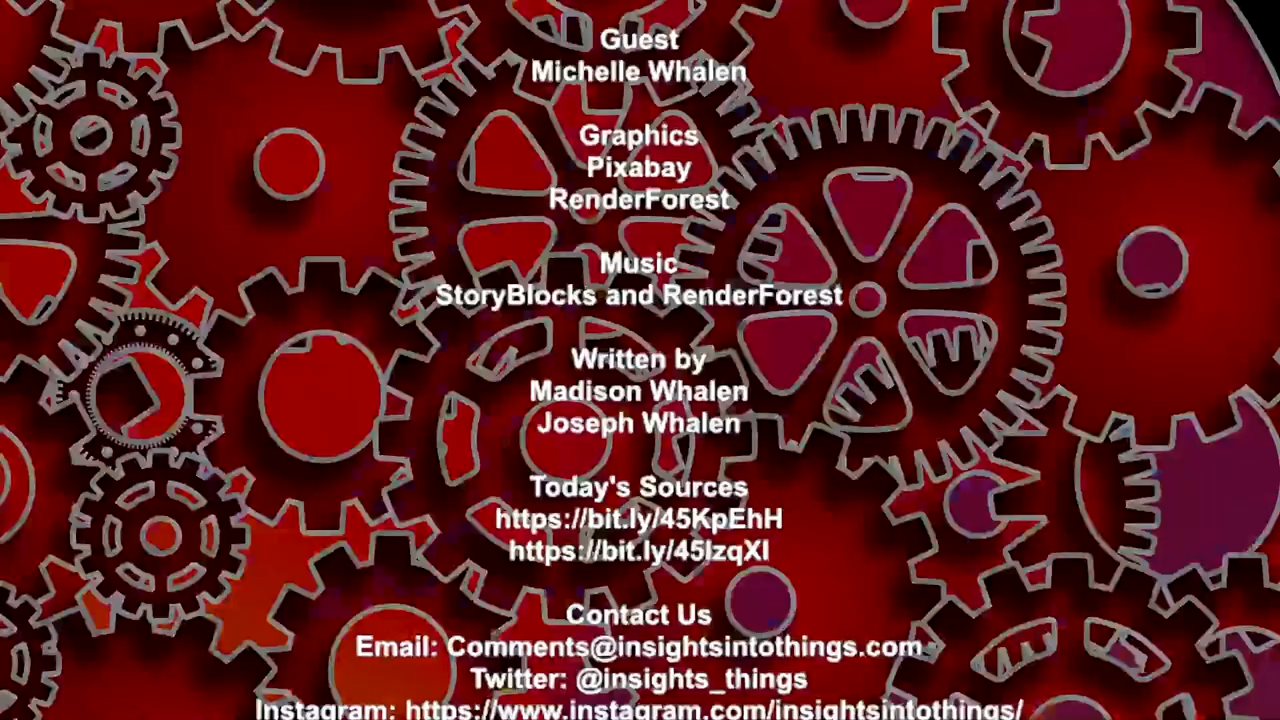 Guest
Michelle Whalen
Graphics
Pixabay
RenderForest
Music
StoryBlocks and RenderForest
Written by
Madison Whalen
Joseph Whalen
Today's Sources
https://bit.ly/45KpEhH
https://bit.ly/45IzqXI
Contact Us
Email: Comments@insightsintothings.com
Twitter: @insights_things
Instagram: https://www.instagram.com/insightsintothings/